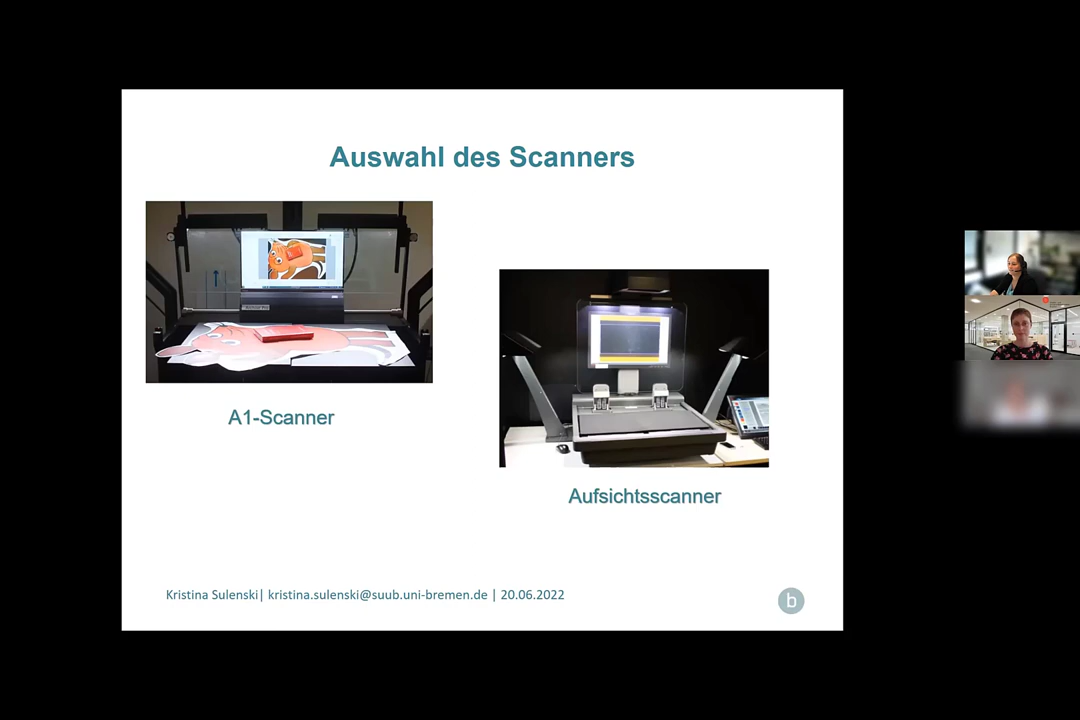 Auswahl des Scanners
A1-Scanner
Aufsichtsscanner
Kristina Sulenski| kristina.sulenski@suub.uni-bremen.de | 20.06.2022
b